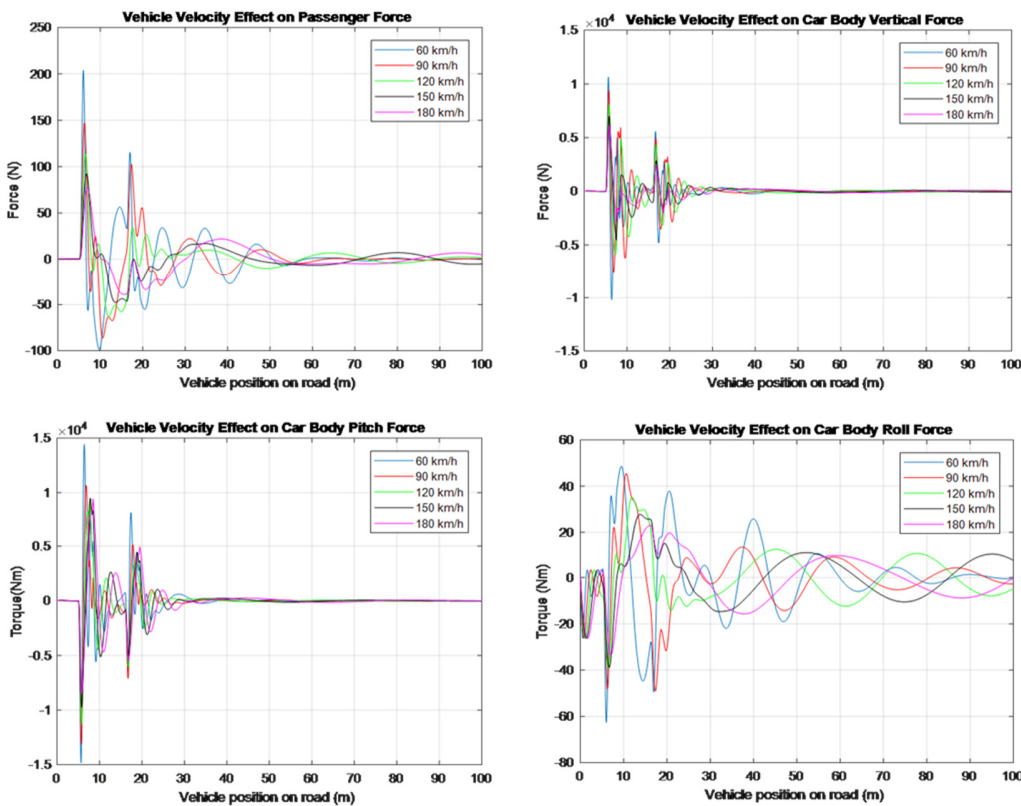 Vehicle Velocity Effect on Passenger Force
250
200
150
100
50
0
-50
-100
Force (N)
60 km/h
90 km/h
120 km/h
150 km/h
180 km/h
0 10 20 30 40 50 60 70 80 90 100
Vehicle position on road (m)
Vehicle Velocity Effect on Car Body Vertical Force
×10⁴
1.5
1
0.5
0
-0.5
-1
-1.5
Force (N)
60 km/h
90 km/h
120 km/h
150 km/h
180 km/h
0 10 20 30 40 50 60 70 80 90 100
Vehicle position on road (m)
Vehicle Velocity Effect on Car Body Pitch Force
×10⁴
1.5
1
0.5
0
-0.5
-1
-1.5
Torque(Nm)
60 km/h
90 km/h
120 km/h
150 km/h
180 km/h
0 10 20 30 40 50 60 70 80 90 100
Vehicle position on road (m)
Vehicle Velocity Effect on Car Body Roll Force
60
40
20
0
-20
-40
-60
-80
Torque (Nm)
60 km/h
90 km/h
120 km/h
150 km/h
180 km/h
0 10 20 30 40 50 60 70 80 90 100
Vehicle position on road (m)